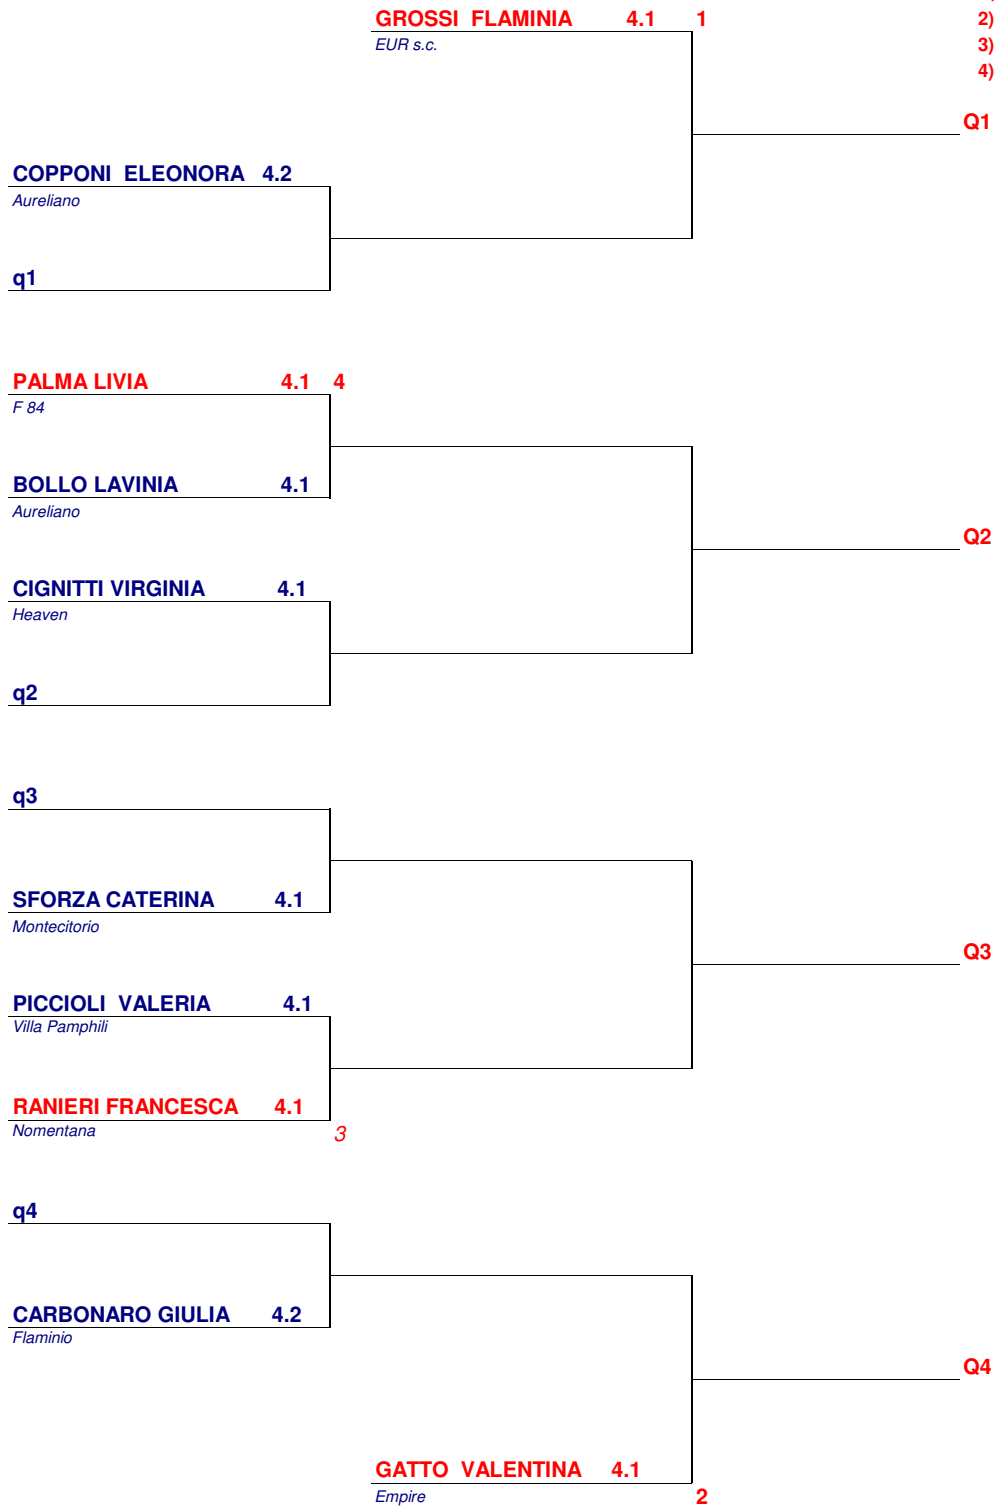 GROSSI FLAMINIA 4.1 1
2)
EUR s.c.
3)
4)
Q1
COPPONI ELEONORA 4.2
Aureliano
q1
PALMA LIVIA 4.1 4
F 84
BOLLO LAVINIA 4.1
Aureliano
Q2
CIGNITTI VIRGINIA 4.1
Heaven
q2
q3
SFORZA CATERINA 4.1
Montecitorio
Q3
PICCIOLI VALERIA 4.1
Villa Pamphili
RANIERI FRANCESCA 4.1
Nomentana
3
q4
CARBONARO GIULIA 4.2
Flaminio
Q4
GATTO VALENTINA 4.1
Empire
2